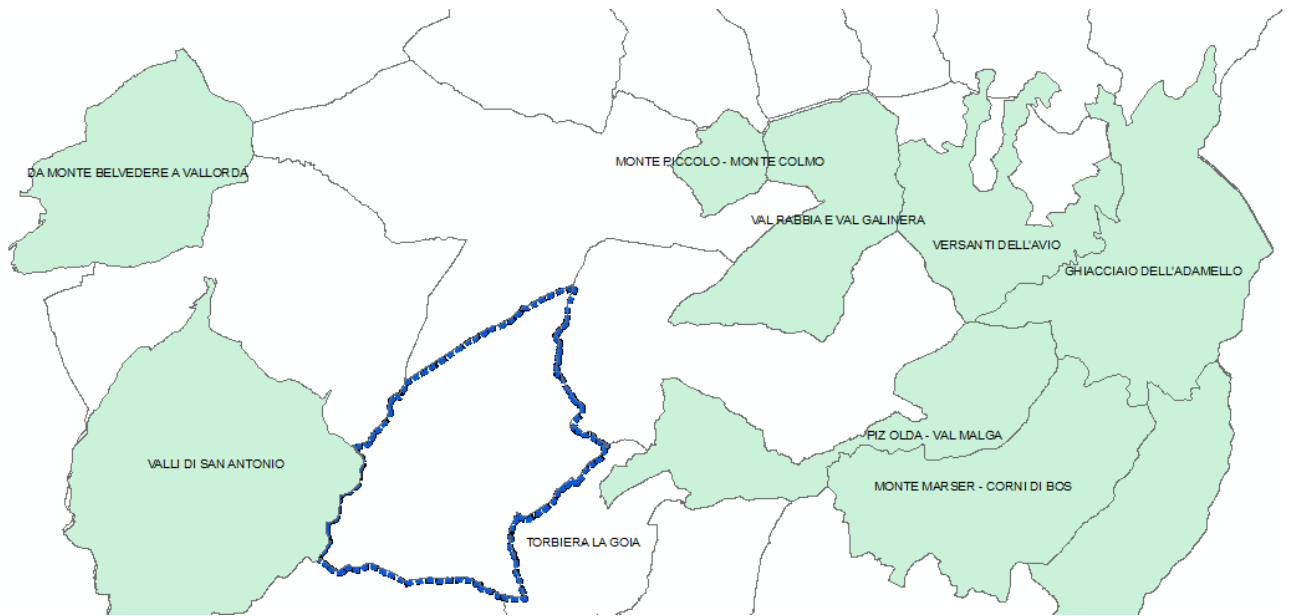 MONTE PICCOLO - MONTE COLMO
DA MONTE BELVEDERE A VALLORDA
VAL RABBIA E VAL GALINERA
VERSANTI DELL'AVIO
GHIACCIAIO DELL'ADAMELLO
PIZ OLDA - VAL MALGA
VALLI DI SAN ANTONIO
MONTE MARSER - CORNI DI BOS
TORBIERA LA GOIA